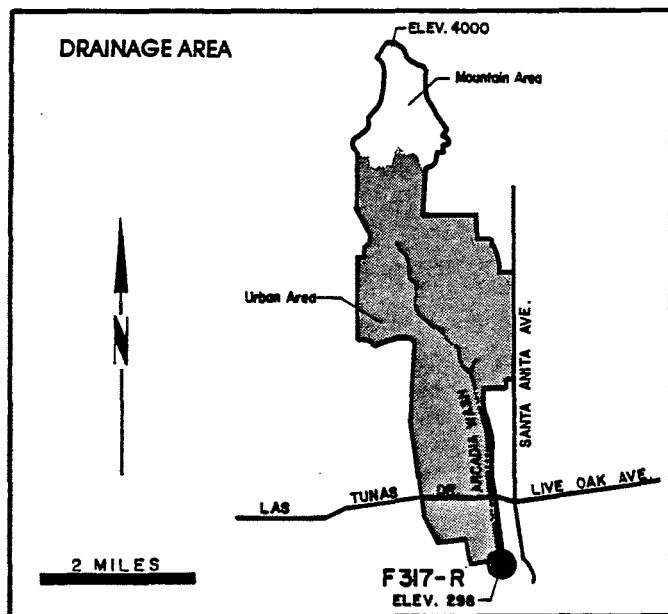 DRAINAGE AREA
ELEV. 4000
Mountain Area
N
Urban Area
SANTA ANITA AVE.
ARCADIA WASH
LAS TUNAS DR. LIVE OAK AVE.
2 MILES
F317-R
ELEV. 298